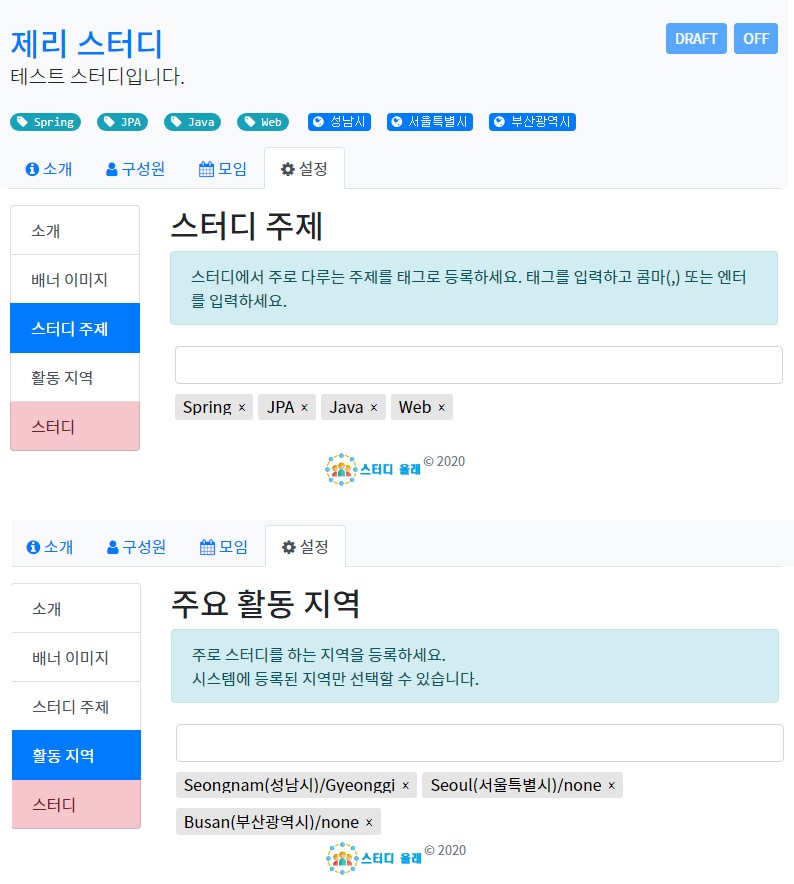 제리 스터디
DRAFT OFF
테스트 스터디입니다.
Spring JPA Java Web 성남시 서울특별시 부산광역시
소개 구성원 모임 설정
소개
배너 이미지
스터디 주제
활동 지역
스터디
스터디 주제
스터디에서 주로 다루는 주제를 태그로 등록하세요. 태그를 입력하고 콤마(,) 또는 엔터
를 입력하세요.
Spring × JPA × Java × Web ×
스터디 올래 © 2020
소개 구성원 모임 설정
소개
배너 이미지
스터디 주제
활동 지역
스터디
주요 활동 지역
주로 스터디를 하는 지역을 등록하세요.
시스템에 등록된 지역만 선택할 수 있습니다.
Seongnam(성남시)/Gyeonggi × Seoul(서울특별시)/none ×
Busan(부산광역시)/none ×
스터디 올래 © 2020